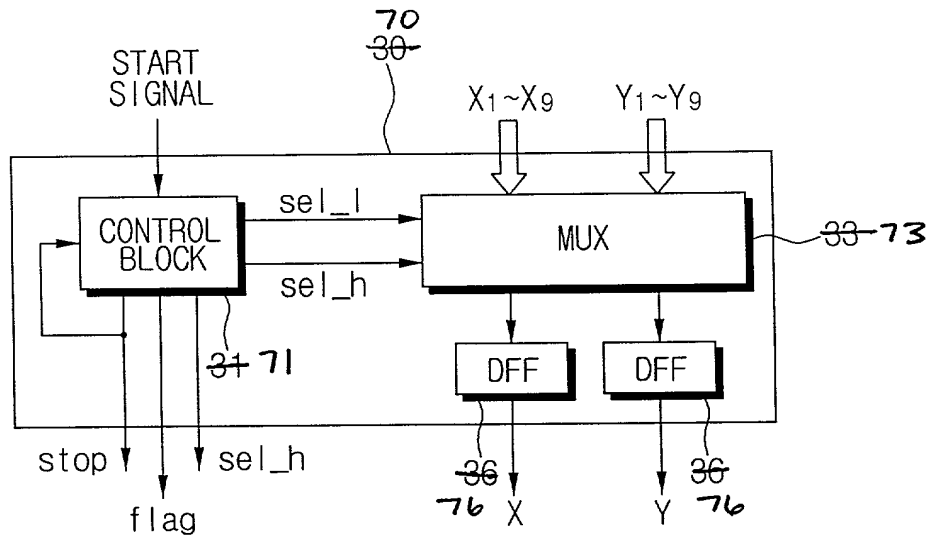 70
30
START
SIGNAL
X1~X9
Y1~Y9
CONTROL
BLOCK
sel_l
sel_h
MUX
33 73
31 71
DFF
DFF
stop
sel_h
36
36
flag
76
X
Y
76